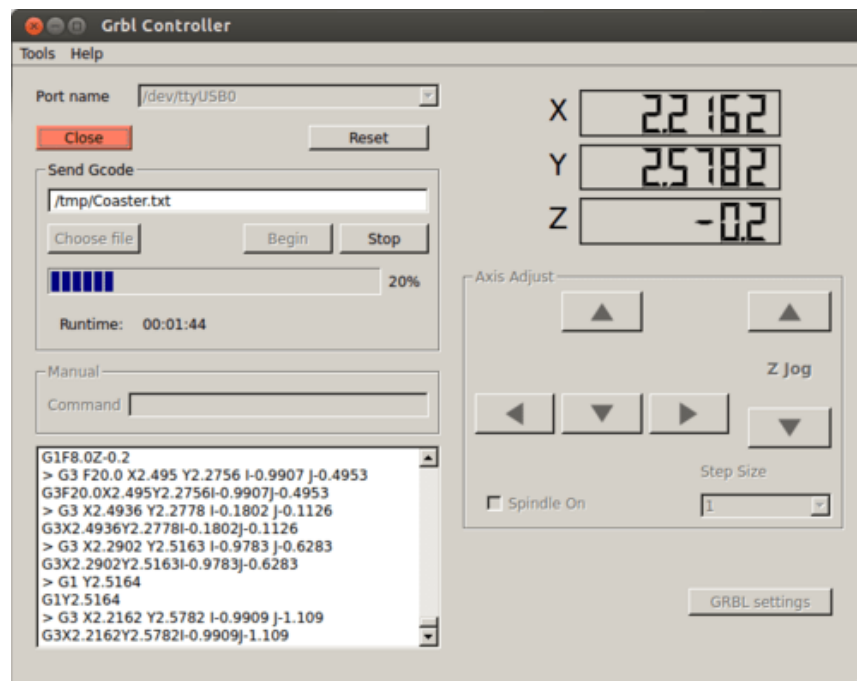 Grbl Controller
Tools Help
Port name /dev/ttyUSB0
Close Reset
Send Gcode
/tmp/Coaster.txt
Choose file Begin Stop
20%
Runtime: 00:01:44
Manual
Command
G1F8.0Z-0.2
> G3 F20.0 X2.495 Y2.2756 I-0.9907 J-0.4953
G3F20.0X2.495Y2.2756I-0.9907J-0.4953
> G3 X2.4936 Y2.2778 I-0.1802 J-0.1126
G3X2.4936Y2.2778I-0.1802J-0.1126
> G3 X2.2902 Y2.5163 I-0.9783 J-0.6283
G3X2.2902Y2.5163I-0.9783J-0.6283
> G1 Y2.5164
G1Y2.5164
> G3 X2.2162 Y2.5782 I-0.9909 J-1.109
G3X2.2162Y2.5782I-0.9909J-1.109
X 2.2162
Y 2.5782
Z -0.2
Axis Adjust
Z Jog
Step Size
Spindle On 1
GRBL settings